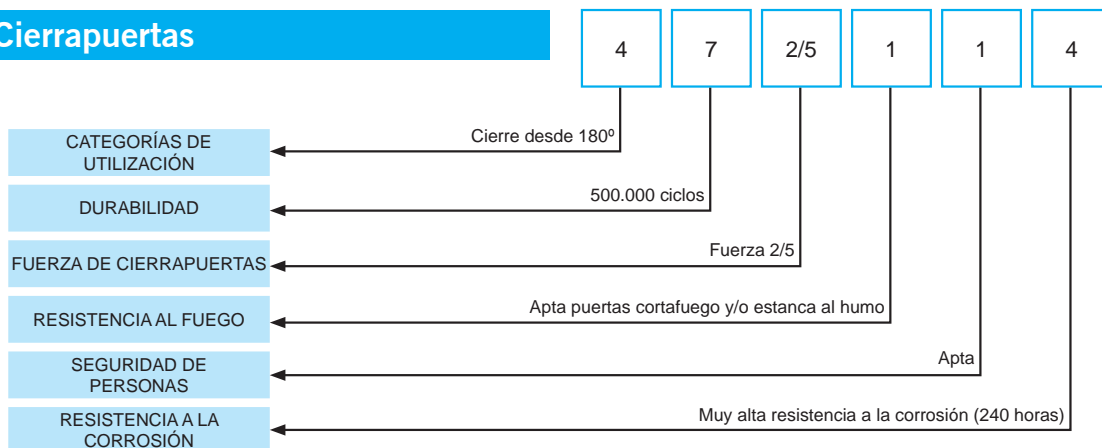 Cierrapuertas
4 7 2/5 1 1 4
CATEGORÍAS DE
UTILIZACIÓN
Cierre desde 180º
DURABILIDAD
500.000 ciclos
FUERZA DE CIERRAPUERTAS
Fuerza 2/5
RESISTENCIA AL FUEGO
Apta puertas cortafuego y/o estanca al humo
SEGURIDAD DE
PERSONAS
Apta
RESISTENCIA A LA
CORROSIÓN
Muy alta resistencia a la corrosión (240 horas)